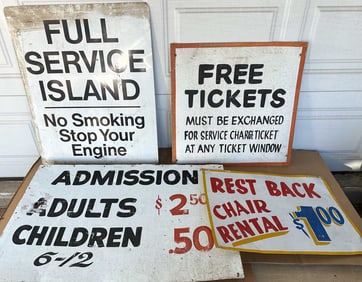 FULL
SERVICE
ISLAND
No Smoking
Stop Your
Engine
FREE
TICKETS
MUST BE EXCHANGED
FOR SERVICE CHARGE TICKET
AT ANY TICKET WINDOW
ADMISSION
ADULTS $2.50
CHILDREN .50
6-12
REST BACK
CHAIR
RENTAL $1.00